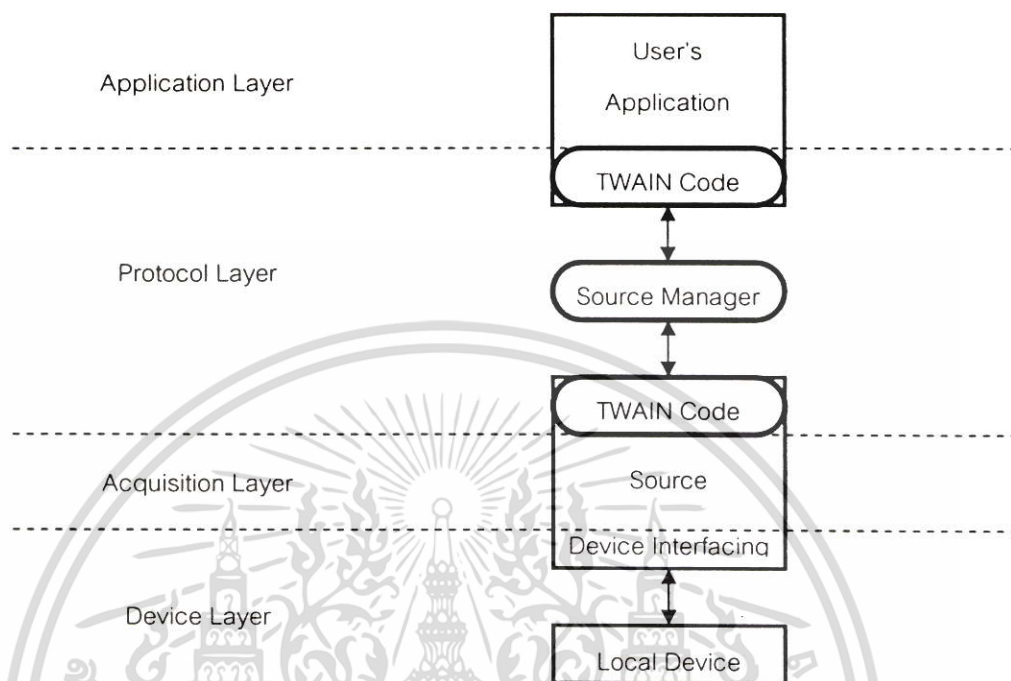 User's
Application Layer
Application
TWAIN Code
Protocol Layer
Source Manager
TWAIN Code
Acquisition Layer
Source
Device Interfacing
Device Layer
Local Device